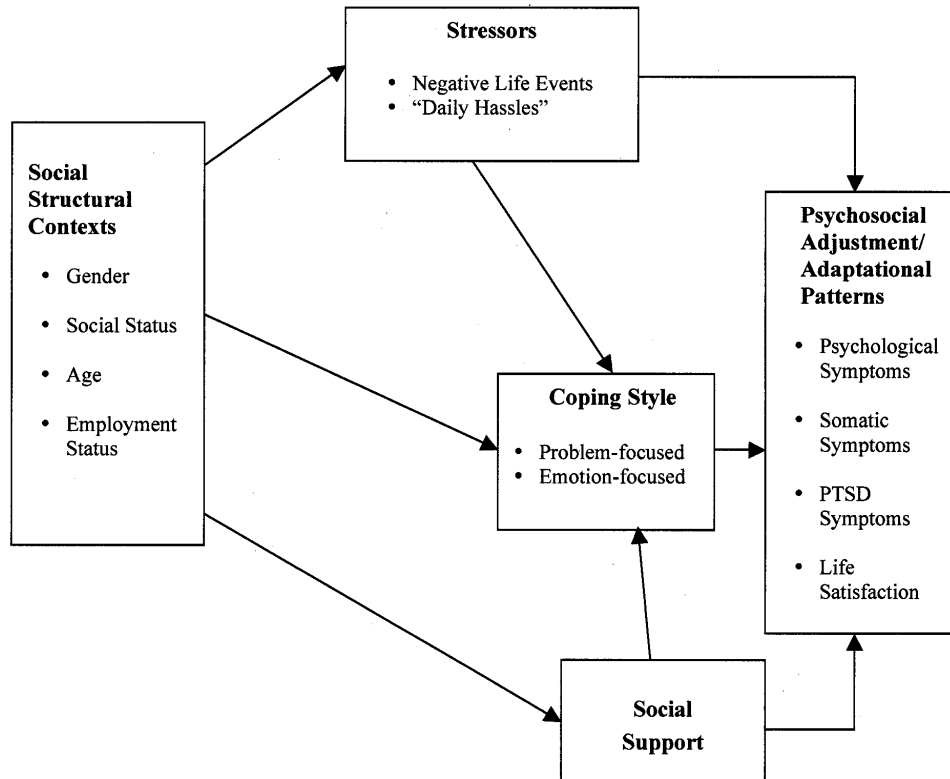 Stressors
• Negative Life Events
• “Daily Hassles”
Social
Structural
Contexts
• Gender
• Social Status
• Age
• Employment
Status
Coping Style
• Problem-focused
• Emotion-focused
Social
Support
Psychosocial
Adjustment/
Adaptational
Patterns
• Psychological
Symptoms
• Somatic
Symptoms
• PTSD
Symptoms
• Life
Satisfaction